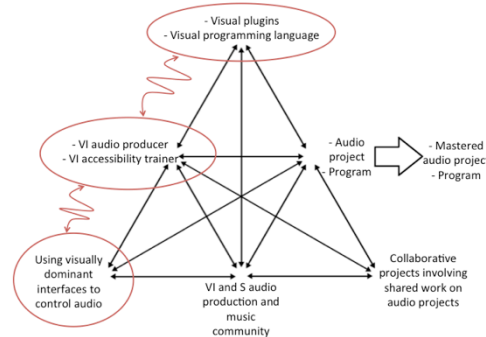 - Visual plugins
- Visual programming language
- VI audio producer
- VI accessibility trainer
- Audio
project
- Program
- Mastered
audio projec
- Program
Using visually
dominant
interfaces to
control audio
VI and S audio
production and
music
community
Collaborative
projects involving
shared work on
audio projects